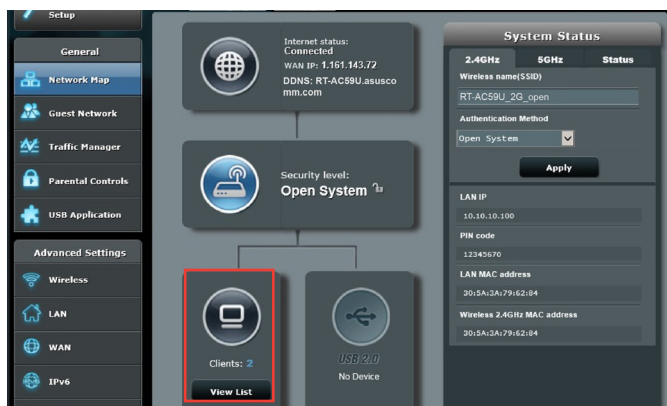 Setup
General
Network Map
Guest Network
Traffic Manager
Parental Controls
USB Application
Advanced Settings
Wireless
LAN
WAN
IPv6
Internet status:
Connected
WAN IP: 1.161.143.72
DDNS: RT-AC59U.asusco
mm.com
Security level:
Open System
Clients: 2
View List
USB 2.0
No Device
System Status
2.4GHz 5GHz Status
Wireless name(SSID)
RT-AC59U_2G_open
Authentication
Method
Open System
Apply
LAN IP
10.10.10.100
PIN code
12345670
LAN MAC address
30:5A:3A:79:62:84
Wireless 2.4GHz MAC address
30:5A:3A:79:62:84